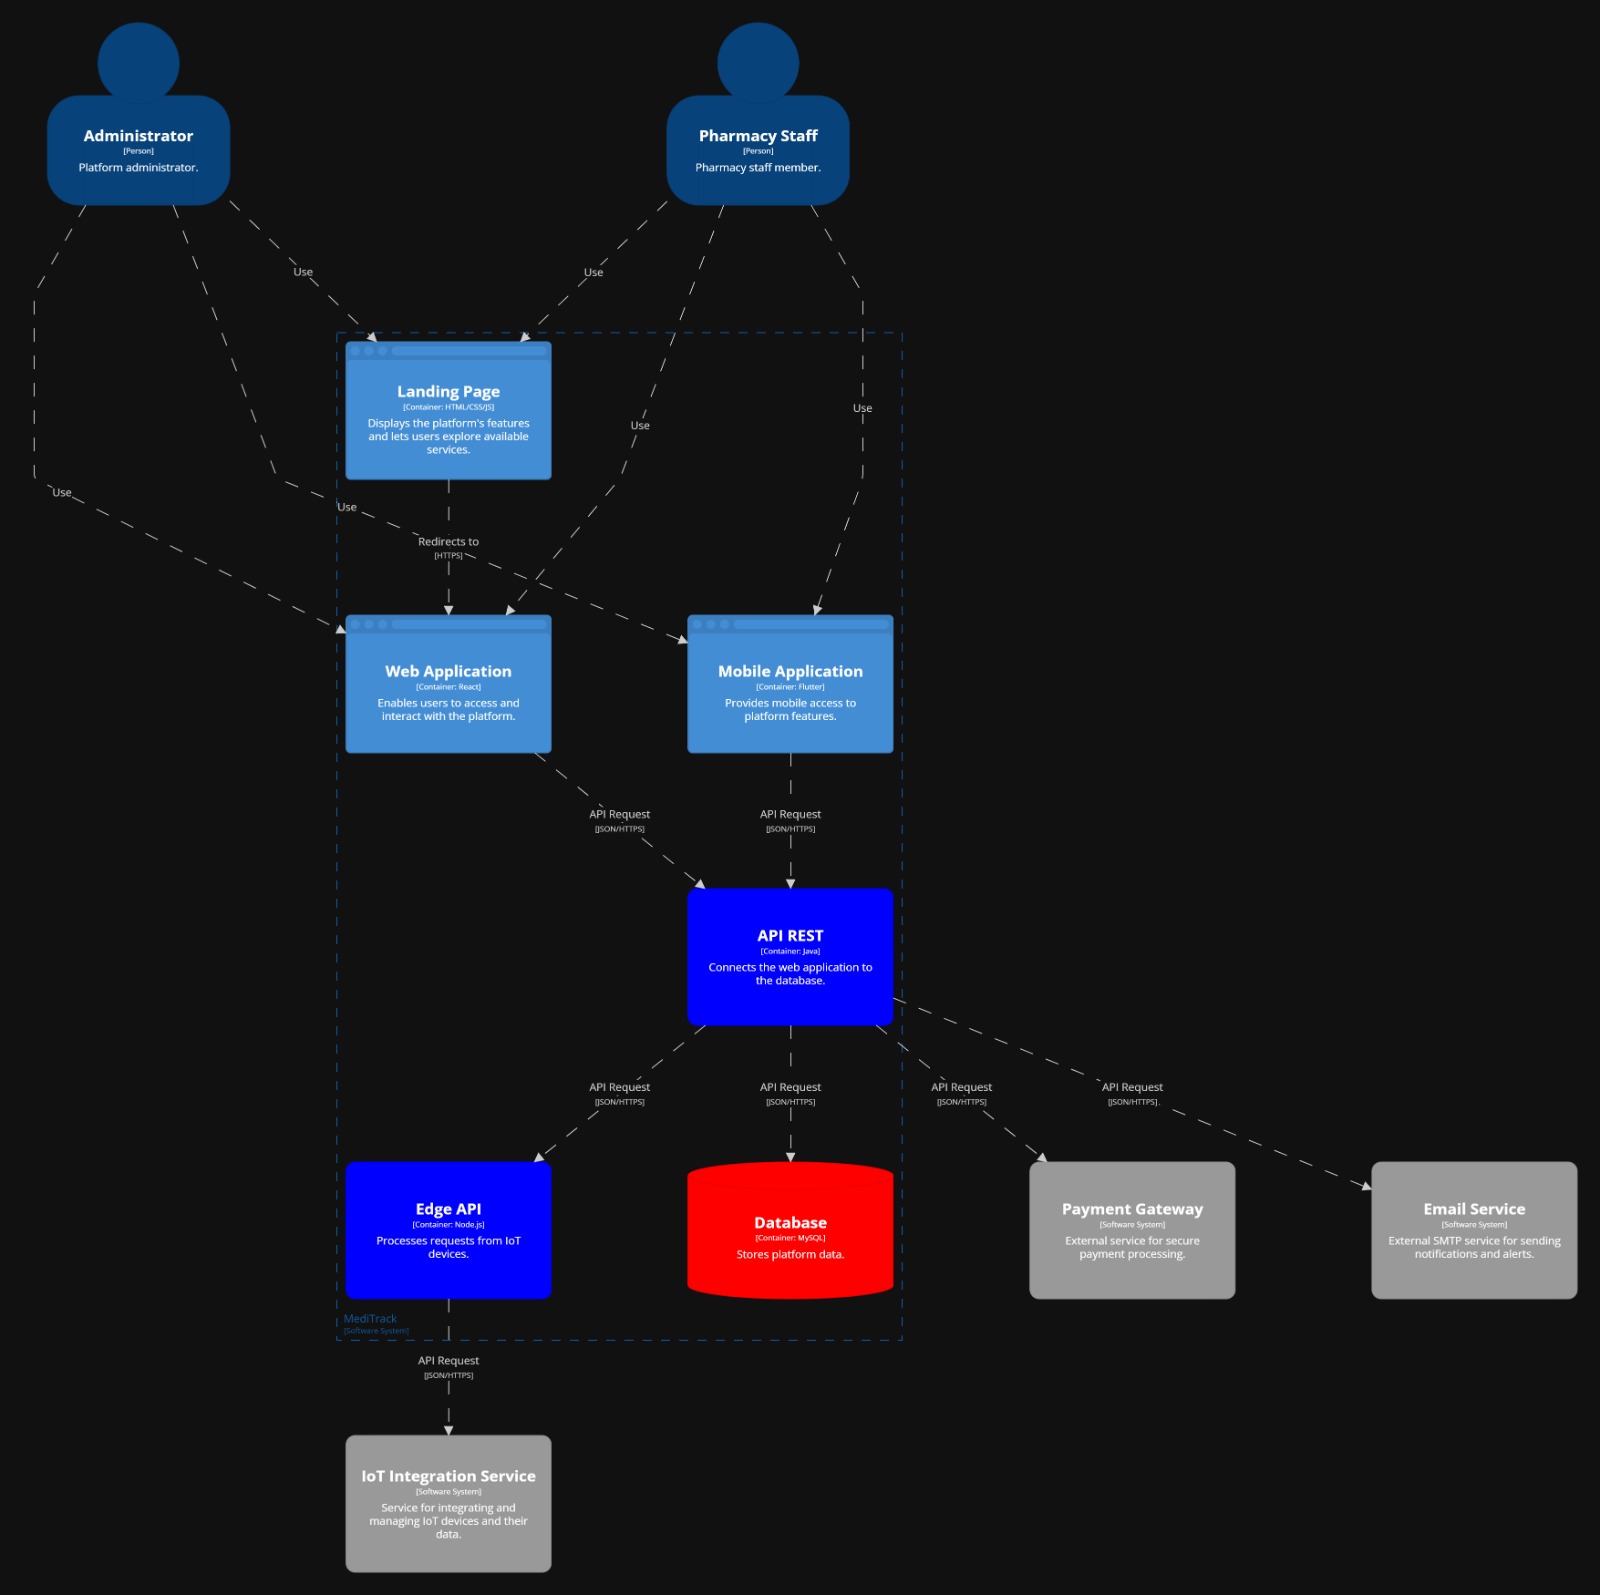 Administrator
[Person]
Platform administrator.
Pharmacy Staff
[Person]
Pharmacy staff member.
Use
Use
Use
Use
Use
Use
Landing Page
[Container: HTML/CSS/JS]
Displays the platform's features
and lets users explore available
services.
Redirects to
[HTTPS]
Web Application
[Container: React]
Enables users to access and
interact with the platform.
Mobile Application
[Container: Flutter]
Provides mobile access to
platform features.
API Request
[JSON/HTTPS]
API Request
[JSON/HTTPS]
API REST
[Container: Java]
Connects the web application to
the database.
API Request
[JSON/HTTPS]
API Request
[JSON/HTTPS]
API Request
[JSON/HTTPS]
API Request
[JSON/HTTPS].
Edge API
[Container: Node.js]
Processes requests from IoT
devices.
Database
[Container: MySQL]
Stores platform data.
Payment Gateway
[Software System]
External service for secure
payment processing.
Email Service
[Software System]
External SMTP service for sending
notifications and alerts.
MediTrack
[Software System]
API Request
[JSON/HTTPS]
IoT Integration Service
[Software System]
Service for integrating and
managing IoT devices and their
data.